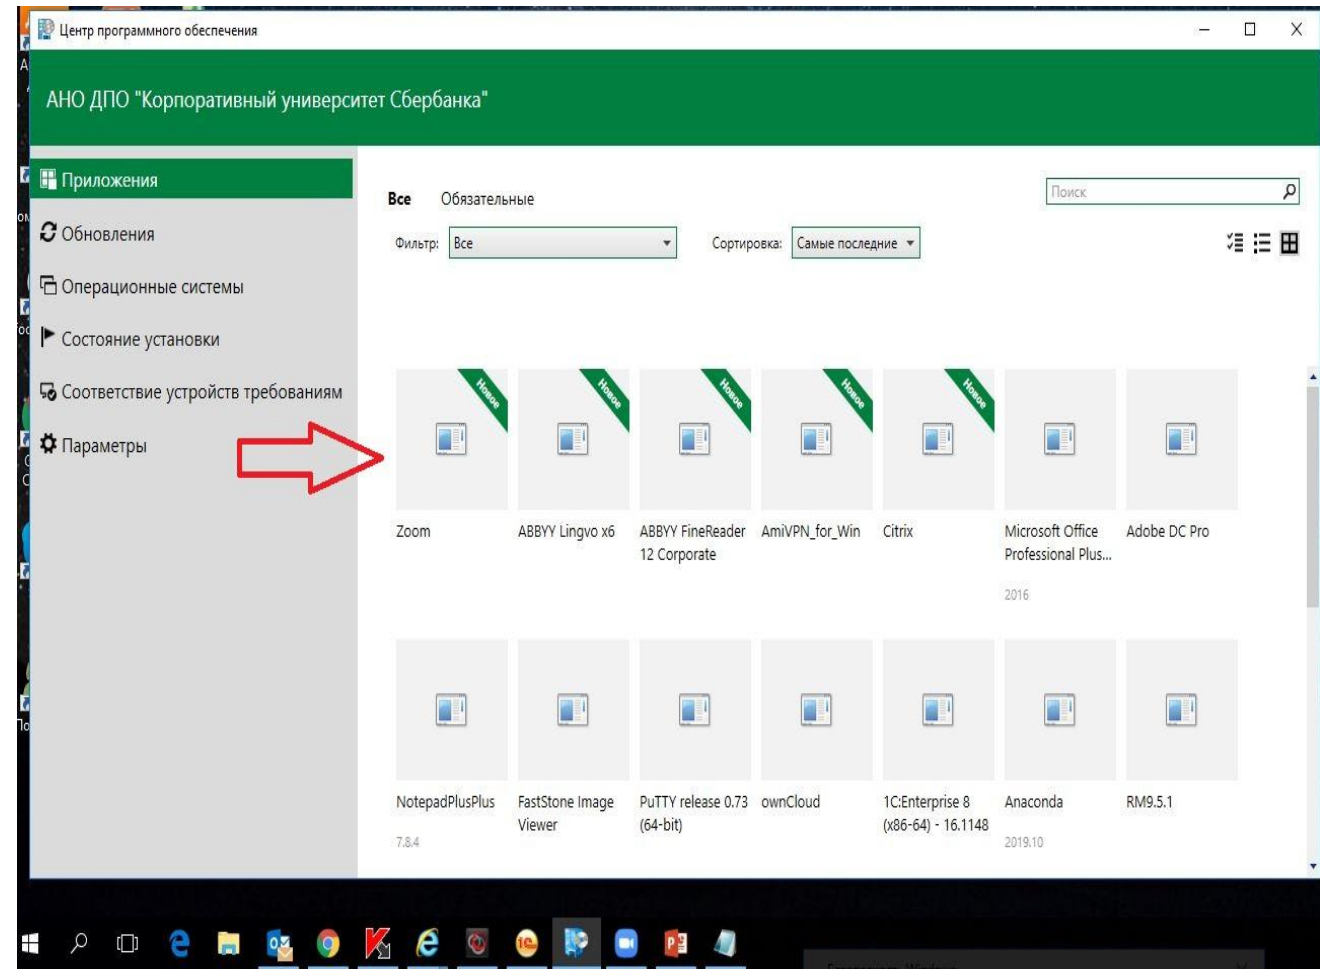 Центр программного обеспечения
АНО ДПО "Корпоративный университет Сбербанка"
Приложения
Обновления
Операционные системы
Состояние установки
Соответствие устройств требованиям
Параметры
Все Обязательные
Поиск
Фильтр: Все Сортировка: Самые последние
Новое Новое Новое Новое Новое
Zoom
ABBYY Lingvo x6
ABBYY FineReader
12 Corporate
AmiVPN_for_Win
Citrix
Microsoft Office
Professional Plus...
2016
Adobe DC Pro
NotepadPlusPlus
7.8.4
FastStone Image
Viewer
PuTTY release 0.73
(64-bit)
ownCloud
1C:Enterprise 8
(x86-64) - 16.1148
Anaconda
2019.10
RM9.5.1